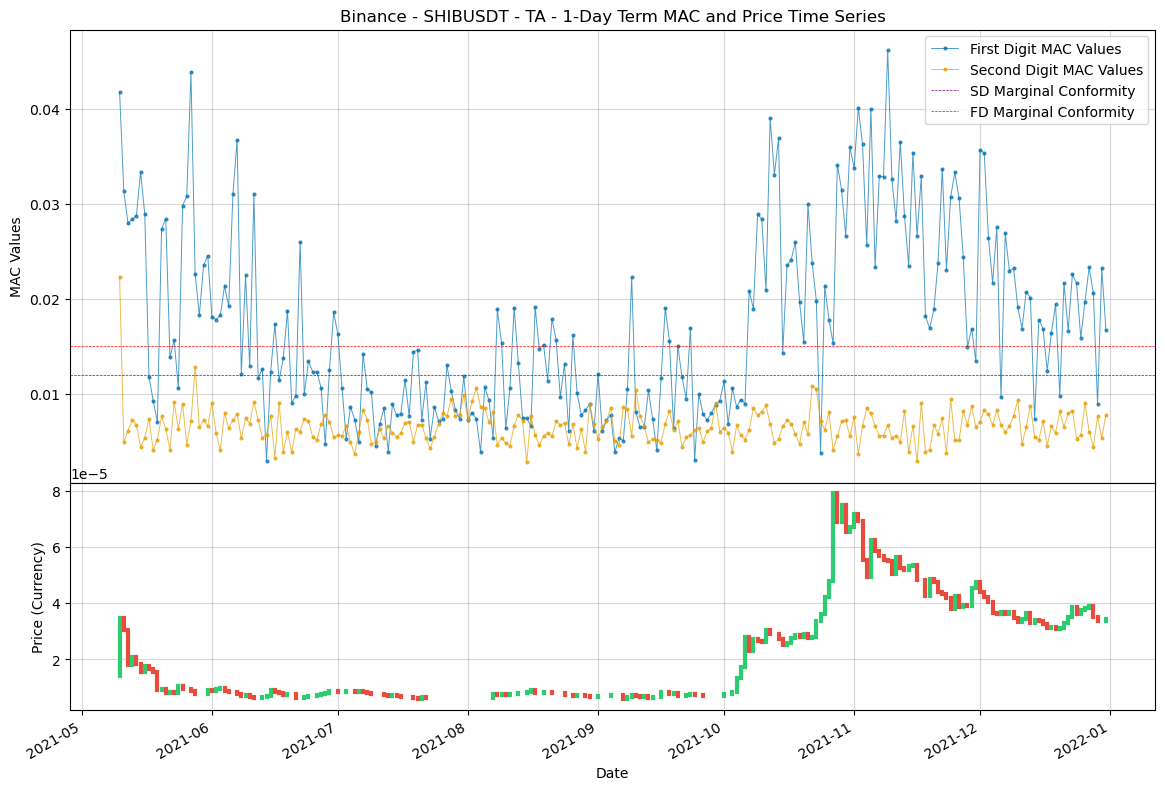 Binance - SHIBUSDT - TA - 1-Day Term MAC and Price Time Series
First Digit MAC Values
Second Digit MAC Values
SD Marginal Conformity
FD Marginal Conformity
MAC Values
0.04
0.03
0.02
0.01
1e−5
Price (Currency)
8
6
4
2
2021-05
2021-06
2021-07
2021-08
2021-09
2021-10
2021-11
2021-12
2022-01
Date